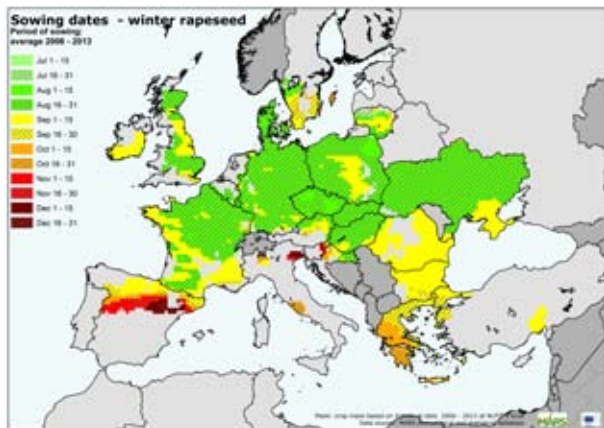 Sowing dates - winter rapeseed
Period of sowing:
average 2006 - 2013
Jul 1 - 15
Jul 16 - 31
Aug 1 - 15
Aug 16 - 31
Sep 1 - 15
Sep 16 - 30
Oct 1 - 15
Oct 16 - 31
Nov 1 - 15
Nov 16 - 30
Dec 1 - 15
Dec 16 - 31
MARS